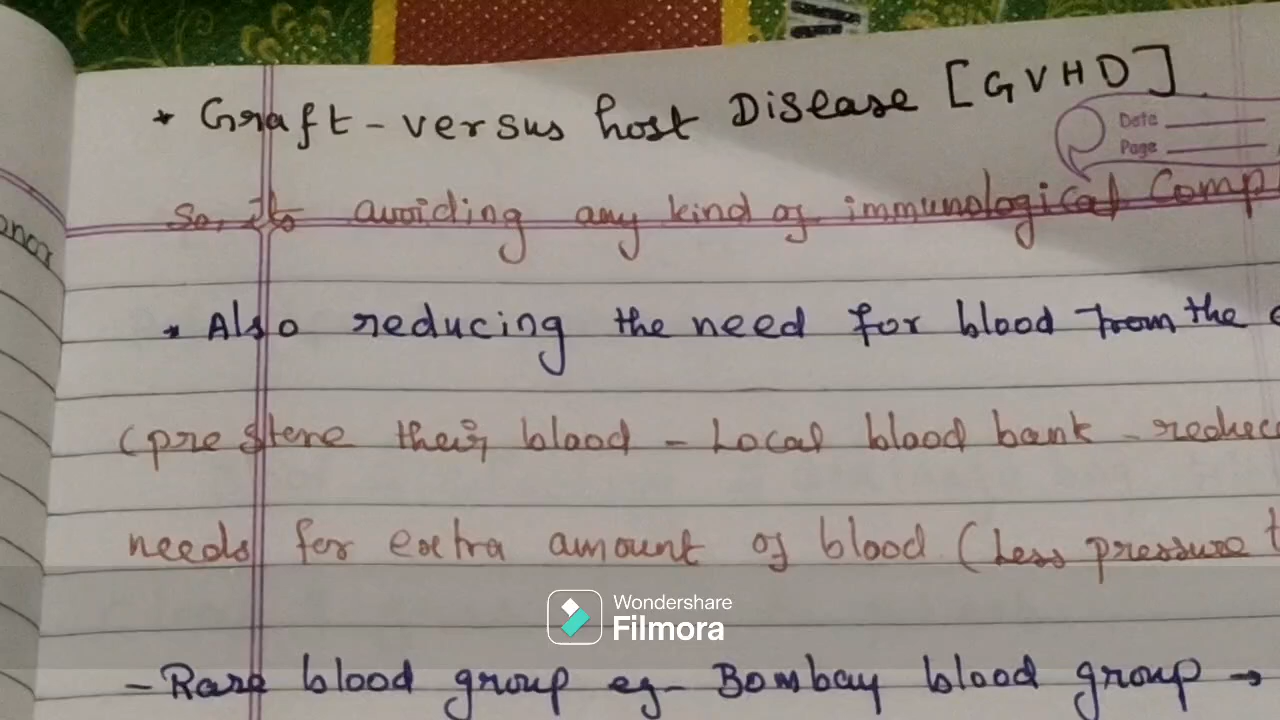 * Graft-versus host Disease [GVHD]
Date
Page
So, its avoiding any kind of immunological Comp
* Also reducing the need for blood from the
(pre store their blood - Local blood bank - reduc
needs for extra amount of blood (Less pressure t
- Rare blood group eg- Bombay blood group →
Wondershare
Filmora